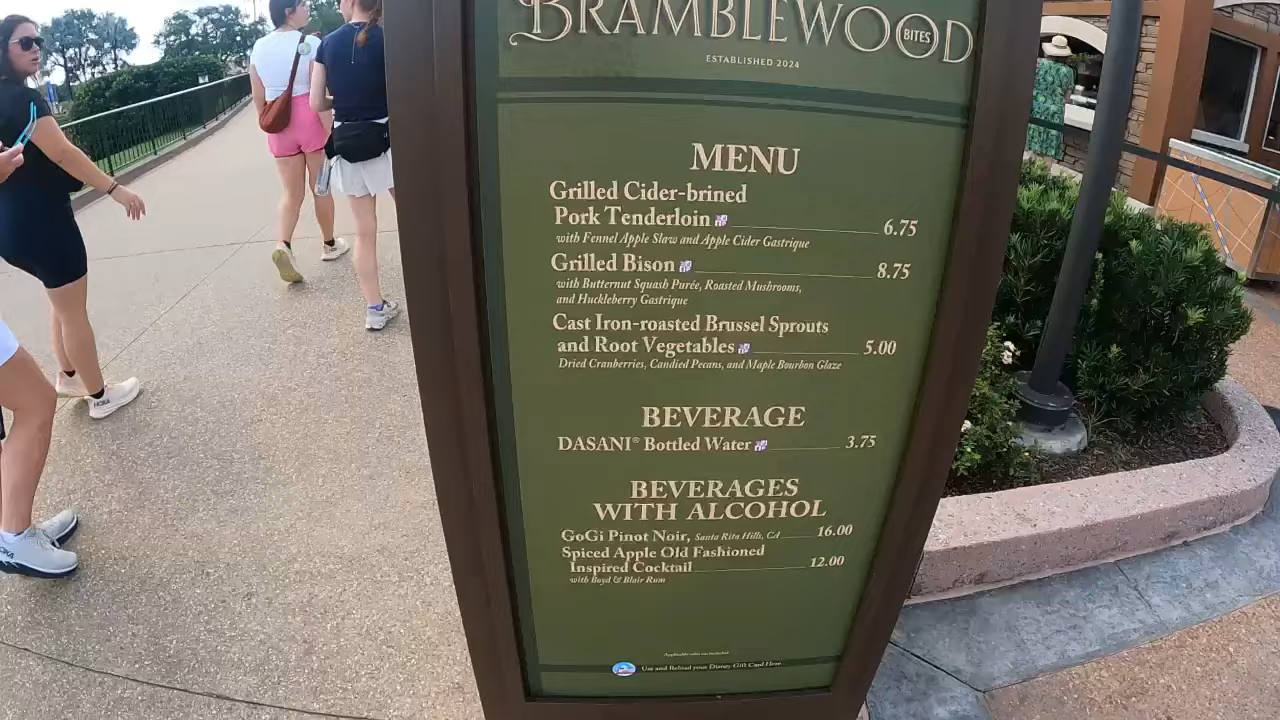 BRAMBLEWOOD
BITES
ESTABLISHED 2024
MENU
Grilled Cider-brined
Pork Tenderloin 6.75
with Fennel Apple Slaw and Apple Cider Gastrique
Grilled Bison 8.75
with Butternut Squash Purée, Roasted Mushrooms,
and Huckleberry Gastrique
Cast Iron-roasted Brussel Sprouts
and Root Vegetables 5.00
Dried Cranberries, Candied Pecans, and Maple Bourbon Glaze
BEVERAGE
DASANI® Bottled Water 3.75
BEVERAGES
WITH ALCOHOL
GoGi Pinot Noir, Santa Rita Hills, CA 16.00
Spiced Apple Old Fashioned
Inspired Cocktail 12.00
with Boyd & Blair Rum
Use and Reload your Disney Gift Card Here